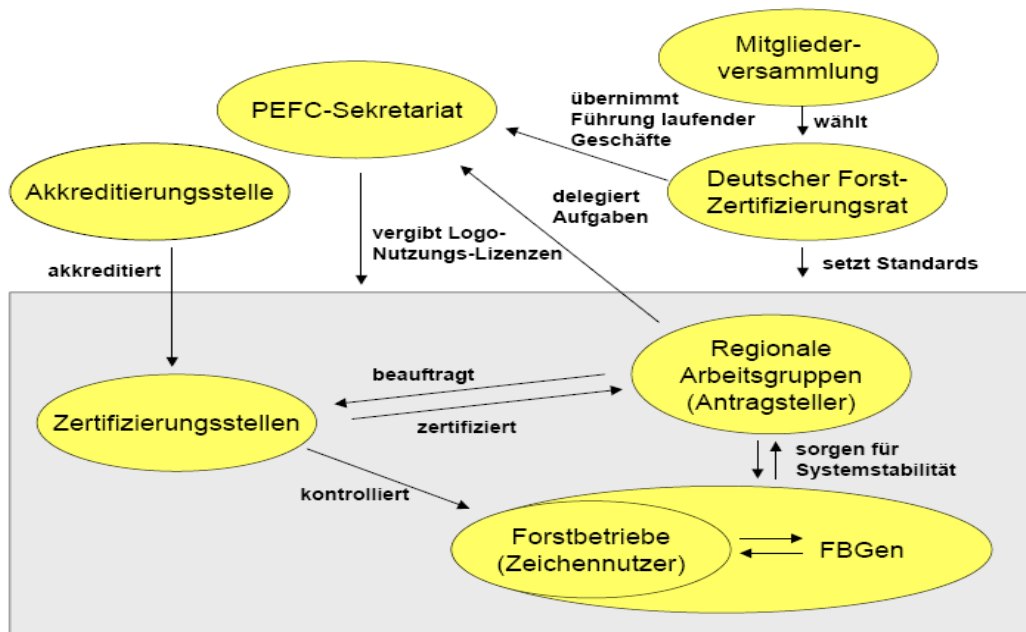 Mitglieder-
versammlung
PEFC-Sekretariat
übernimmt
Führung laufender
Geschäfte
wählt
Akkreditierungsstelle
Deutscher Forst-
Zertifizierungsrat
delegiert
Aufgaben
vergibt Logo-
Nutzungs-Lizenzen
akkreditiert
setzt Standards
Regionale
Arbeitsgruppen
(Antragsteller)
beauftragt
Zertifizierungsstellen
zertifiziert
sorgen für
Systemstabilität
kontrolliert
Forstbetriebe
(Zeichennutzer)
FBGen